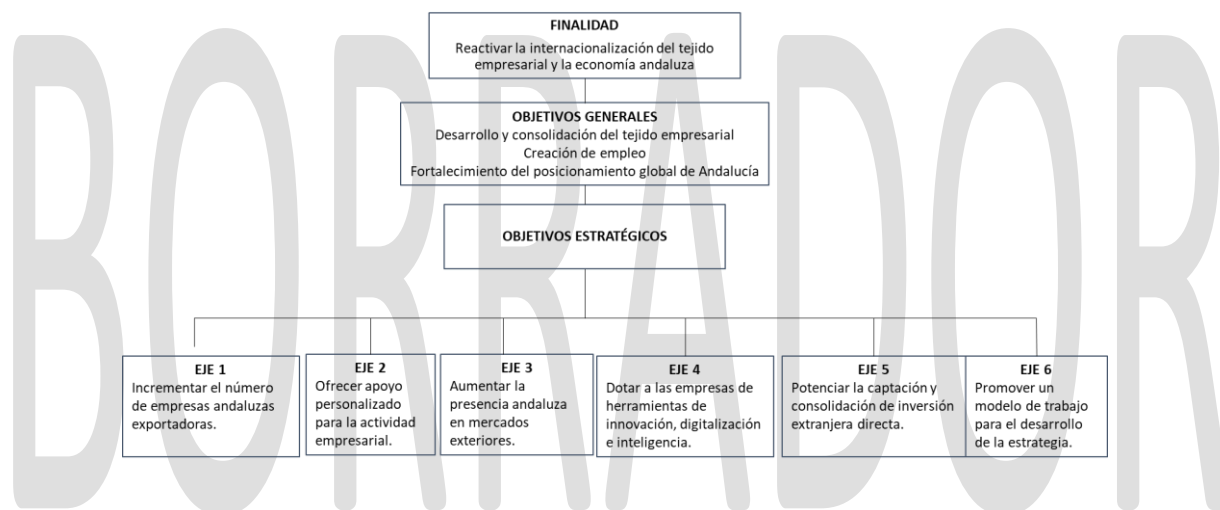 FINALIDAD
Reactivar la internacionalización del tejido
empresarial y la economía andaluza
OBJETIVOS GENERALES
Desarrollo y consolidación del tejido empresarial
Creación de empleo
Fortalecimiento del posicionamiento global de Andalucía
OBJETIVOS ESTRATÉGICOS
EJE 1
Incrementar el número
de empresas andaluzas
exportadoras.
EJE 2
Ofrecer apoyo
personalizado
para la actividad
empresarial.
EJE 3
Aumentar la
presencia andaluza
en mercados
exteriores.
EJE 4
Dotar a las empresas de
herramientas de
innovación, digitalización
e inteligencia.
EJE 5
Potenciar la captación y
consolidación de inversión
extranjera directa.
EJE 6
Promover un
modelo de trabajo
para el desarrollo
de la estrategia.
BORRADOR